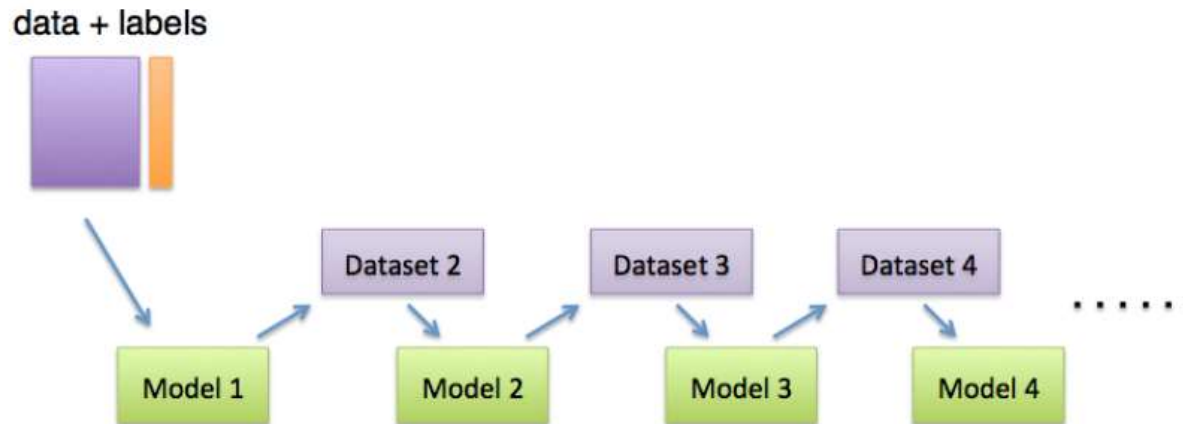 data + labels
Dataset 2
Dataset 3
Dataset 4
.....
Model 1
Model 2
Model 3
Model 4